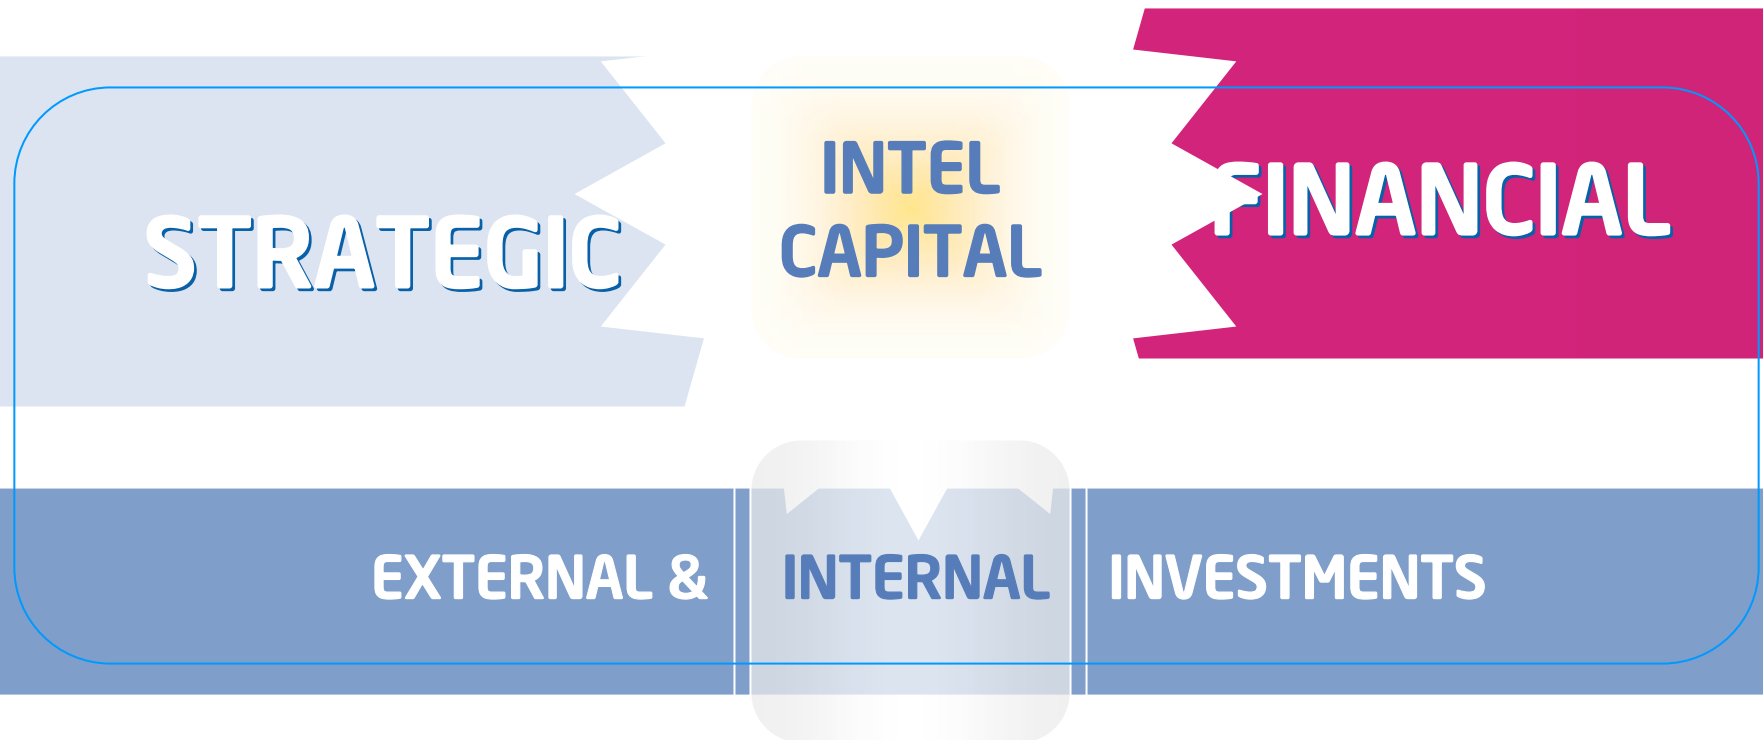 STRATEGIC
INTEL
CAPITAL
FINANCIAL
EXTERNAL & INTERNAL INVESTMENTS